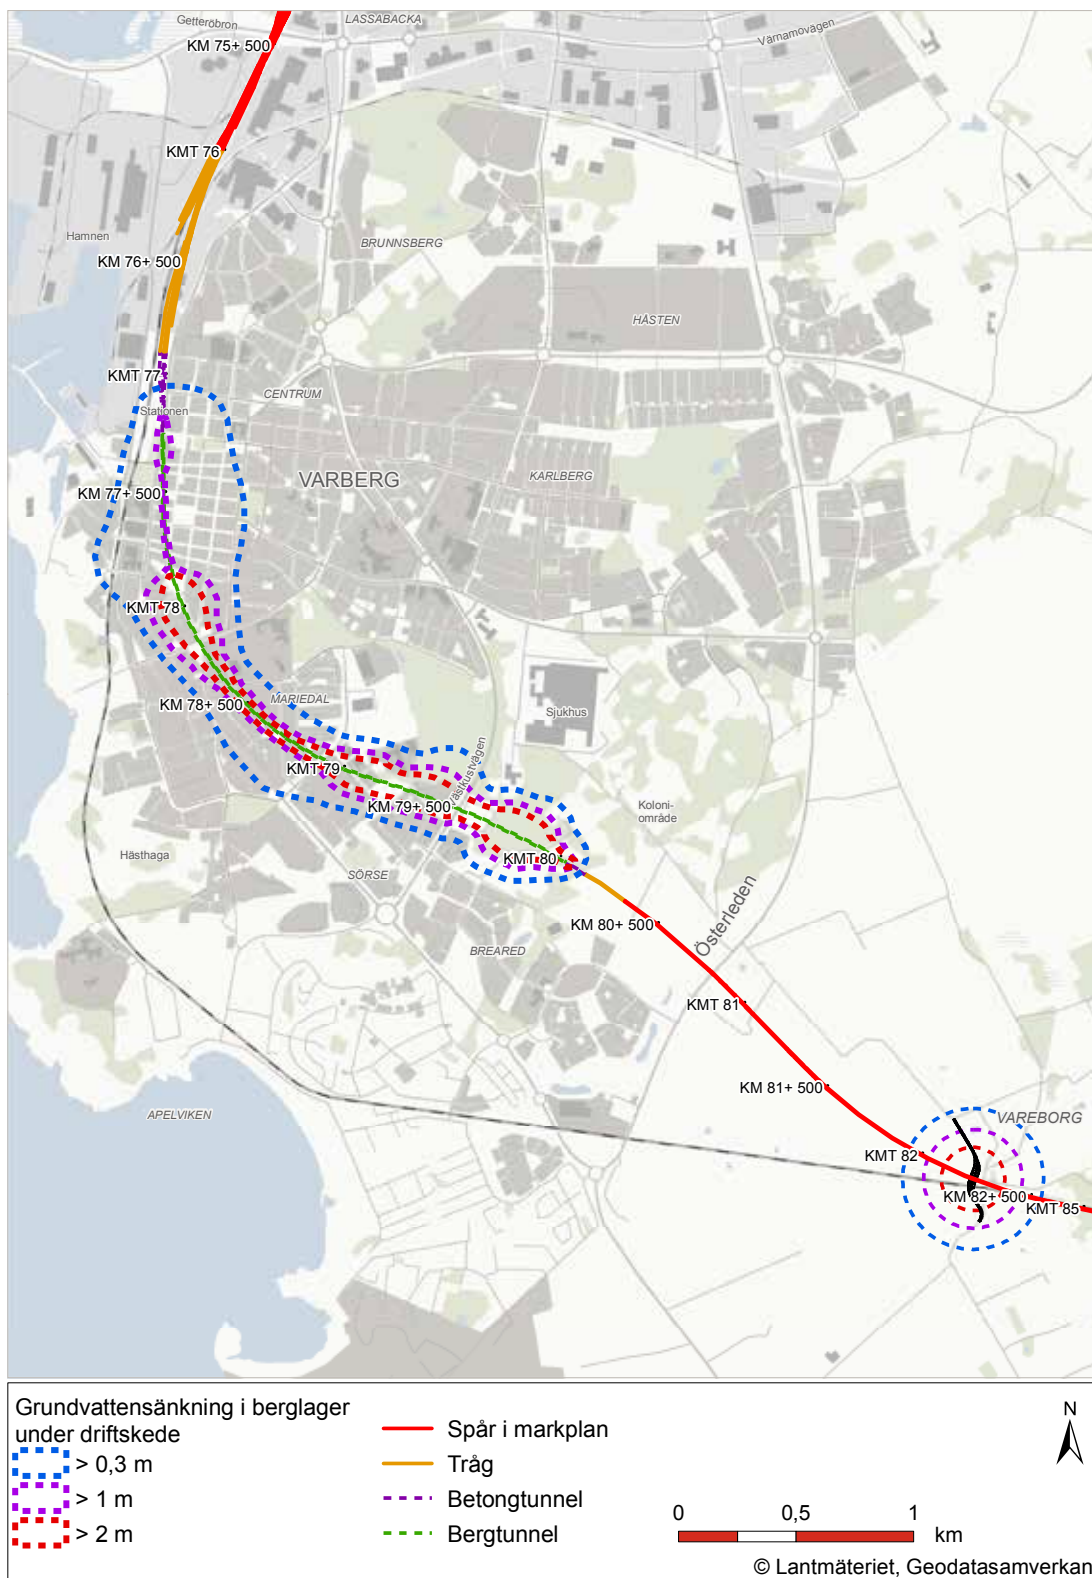 Getteröbron
LASSABACKA
Värnamovägen
KM 75+ 500
KMT 76
Hamnen
BRUNNSBERG
KM 76+ 500
HÅSTEN
KMT 77
CENTRUM
Stationen
VARBERG
KARLBERG
KM 77+ 500
KMT 78
MARIEDAL
KM 78+ 500
Sjukhus
Västkustvägen
KMT 79
KM 79+ 500
Koloni-
område
Hästhaga
KMT 80
SÖRSE
Österleden
KM 80+ 500
BREARED
KMT 81
KM 81+ 500
APELVIKEN
VAREBORG
KMT 82
KM 82+ 500
KMT 85
Grundvattensänkning i berglager
under driftskede
> 0,3 m
> 1 m
> 2 m
Spår i markplan
Tråg
Betongtunnel
Bergtunnel
0 0,5 1
km
N
© Lantmäteriet, Geodatasamverkan